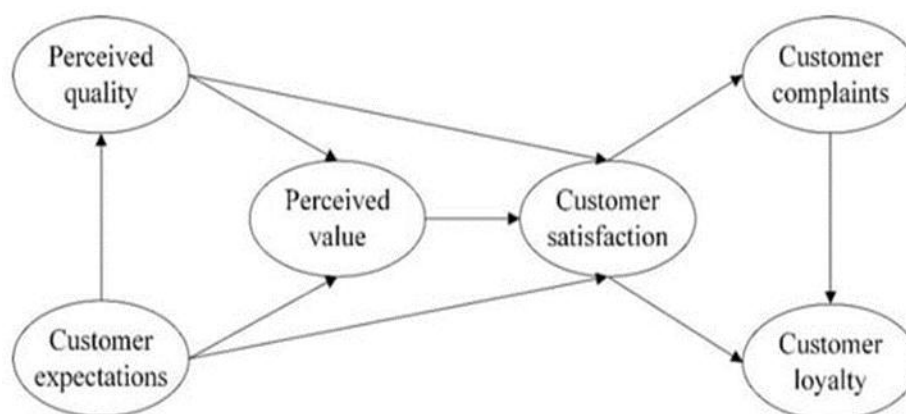 Perceived
quality
Customer
complaints
Perceived
value
Customer
satisfaction
Customer
expectations
Customer
loyalty